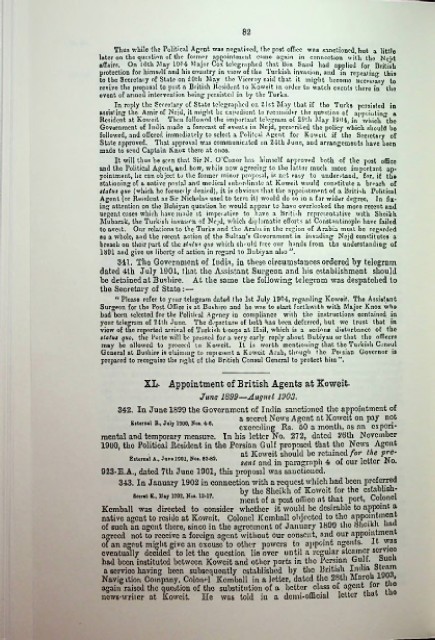 82
Thus while the Political Agent was negatived, the post office was sanctioned, but a little
later on the question of the former appointment came again in connection with the Nejd
affairs. On 16th May 1904 Major Cox telegraphed that Bin Saud had applied for British
protection for himself and his country in view of the Turkish invasion, and in repeating this
to the Secretary of State on 20th May the Viceroy said that it might become necessary to
revive the proposal to post a British Resident to Koweit in order to watch events there in the
event of armed intervention being persisted in by the Turks.
In reply the Secretary of State telegraphed on 21st May that if the Turks persisted in
assisting the Amir of Nejd, it might be expedient to reconsider the question of appointing a
Resident at Koweit. Then followed the important telegram of 29th May 1904, in which the
Government of India made a forecast of events in Nejd, prescribed the policy which should be
followed, and offered immediately to select a Political Agent for Koweit if the Secretary of
State approved. That approval was communicated on 24th June, and arrangements have been
made to send Captain Knox there at once.
It will thus be seen that Sir N. O'Conor has himself approved both of the post office
and the Political Agent, and how, while now agreeing to the latter much more important ap-
pointment, he can object to the former minor proposal, is not easy to understand, for, if the
stationing of a native postal and medical subordinate at Koweit would constitute a breach of
status quo (which he formerly denied), it is obvious that the appointment of a British Political
Agent (or Resident as Sir Nicholas used to term it) would do so in a far wider degree. In fix-
ing attention on the Bubiyan question he would appear to have overlooked the more recent and
urgent cases which have made it imperative to have a British representative with Sheikh
Mubarak, the Turkish invasion of Nejd, which diplomatic efforts at Constantinople have failed
to avert. Our relations to the Turks and the Arabs in the region of Arabia must be regarded
as a whole, and the recent action of the Sultan's Government in invading Nejd constitutes a
breach on their part of the status quo which should free our hands from the understanding of
1901 and give us liberty of action in regard to Bubiyan also ".
341. The Government of India, in these circumstances ordered by telegram
dated 4th July 1901, that the Assistant Surgeon and his establishment should
be detained at Bushire. At the same time the following telegram was despatched to
the Secretary of State :—
" Please refer to your telegram dated the 1st July 1904, regarding Koweit. The Assistant
Surgeon for the Post Office is at Bushire and he was to start forthwith with Major Knox who
had been selected for the Political Agency in compliance with the instructions contained in
your telegram of 24th June. The departure of both has been deferred, but we trust that in
view of the reported arrival of Turkish troops at Hail, which is a serious disturbance of the
status quo, the Porte will be pressed for a very early reply about Bubiyan or that the officers
may be allowed to proceed to Koweit. It is worth mentioning that the Turkish Consul
General at Bushire is claiming to represent a Koweit Arab, though the Persian Governor is
prepared to recognize the right of the British Consul General to protect him ".
XL. Appointment of British Agents at Koweit.
June 1899—August 1903.
342. In June 1899 the Government of India sanctioned the appointment of
External B., July 1900, Nos. 4-6.
a secret News Agent at Koweit on pay not
exceeding Rs. 50 a month, as an experi-
mental and temporary measure. In his letter No. 272, dated 26th November
1900, the Political Resident in the Persian Gulf proposed that the News Agent
External A., June 1901, Nos.
at Koweit should be retained for the pre-
sent and in paragraph 4 of our letter No.
923-E.A., dated 7th June 1901, this proposal was sanctioned.
343. In January 1902 in connection with a request which had been preferred
Secret E., May 1902, Nos. 12-17.
by the Sheikh of Koweit for the establish-
ment of a post office at that port, Colonel
Kemball was directed to consider whether it would be desirable to appoint a
native agent to reside at Koweit. Colonel Kemball objected to the appointment
of such an agent there, since in the agreement of January 1899 the Sheikh had
agreed not to receive a foreign agent without our consent, and our appointment
of an agent might give an excuse to other powers to appoint agents. It was
eventually decided to let the question lie over until a regular steamer service
had been instituted between Koweit and other ports in the Persian Gulf. Such
a service having been subsequently established by the British India Steam
Navigation Company, Colonel Kemball in a letter, dated the 28th March 1903,
again raised the question of the substitution of a better class of agent for the
news-writer at Koweit. He was told in a demi-official letter that the